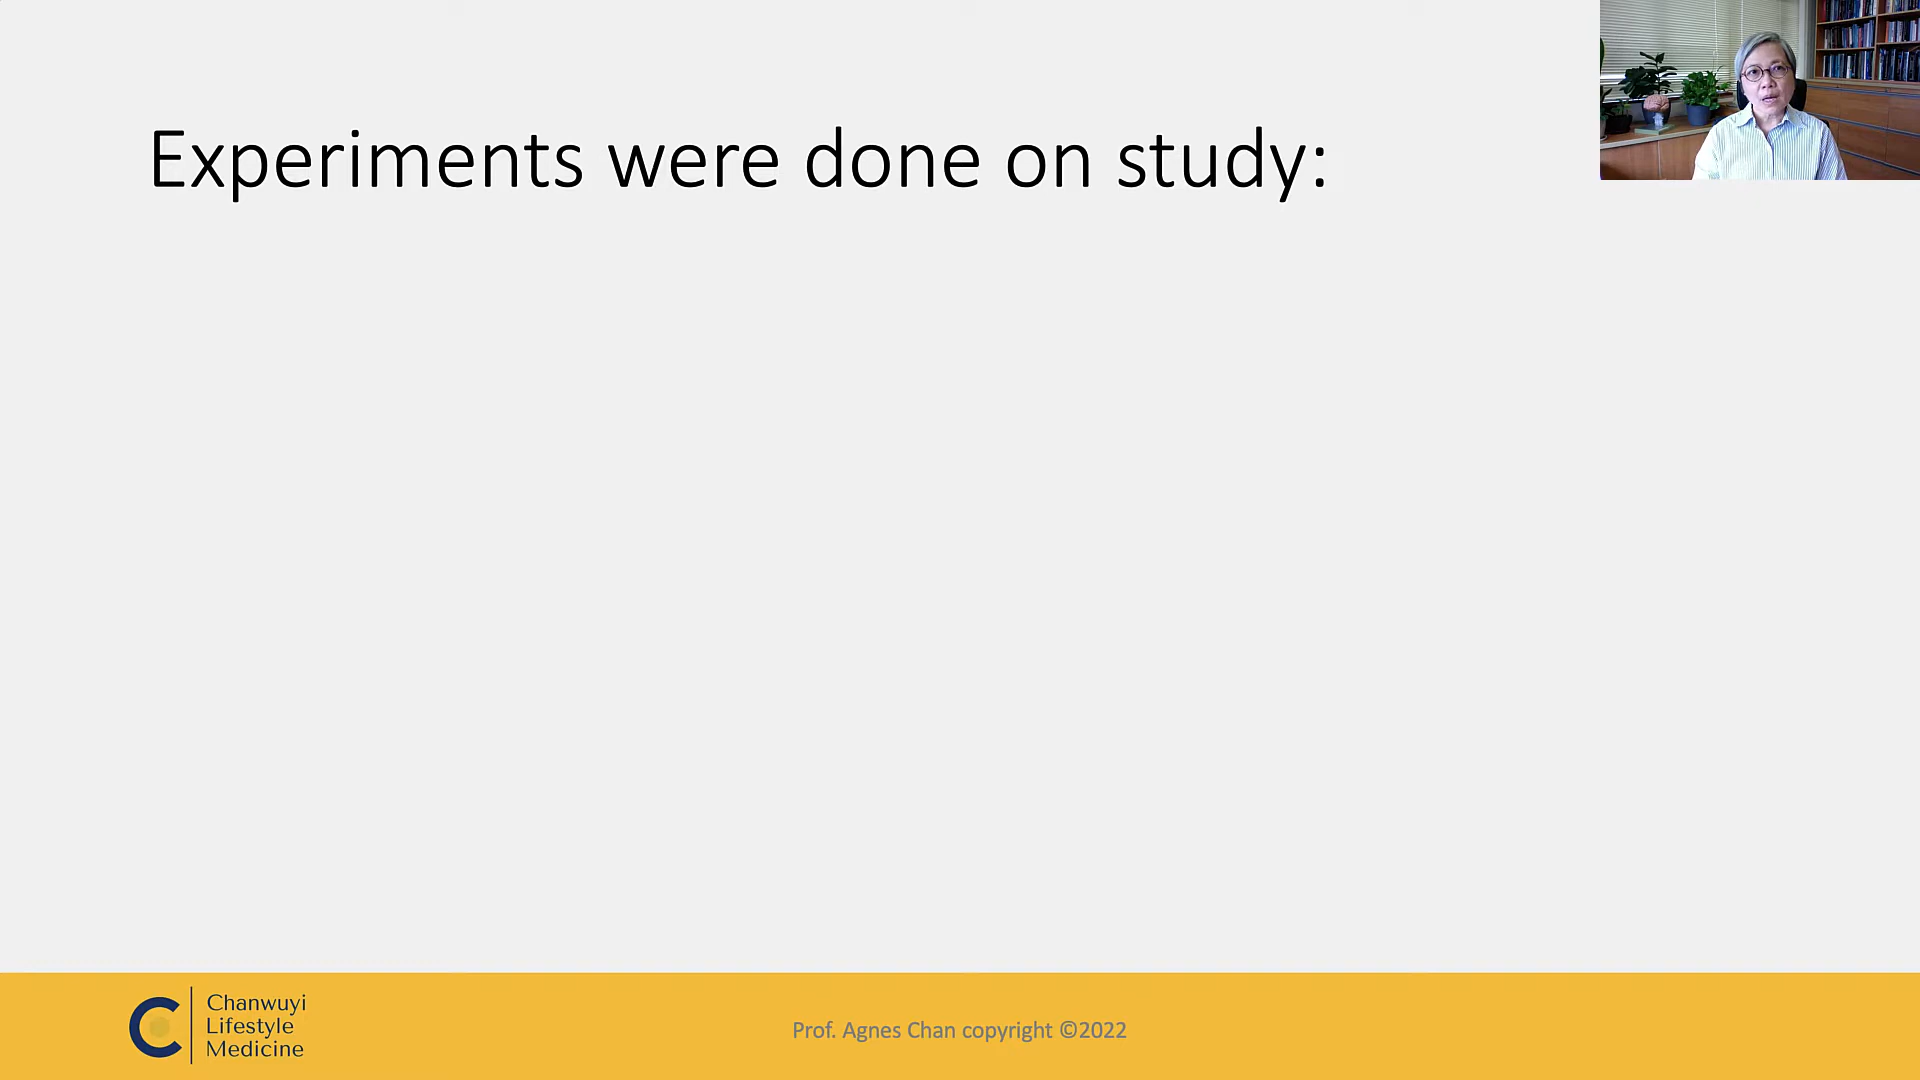 Experiments were done on study:
Chanwuyi
Lifestyle
Medicine
Prof. Agnes Chan copyright ©2022